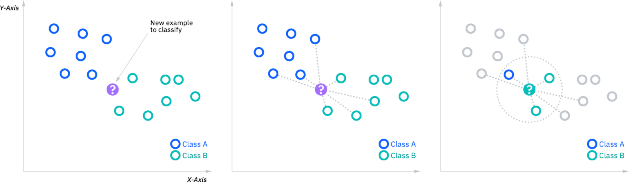 Y-Axis
New example
to classify
?
Class A
Class B
X-Axis
?
Class A
Class B
?
Class A
Class B